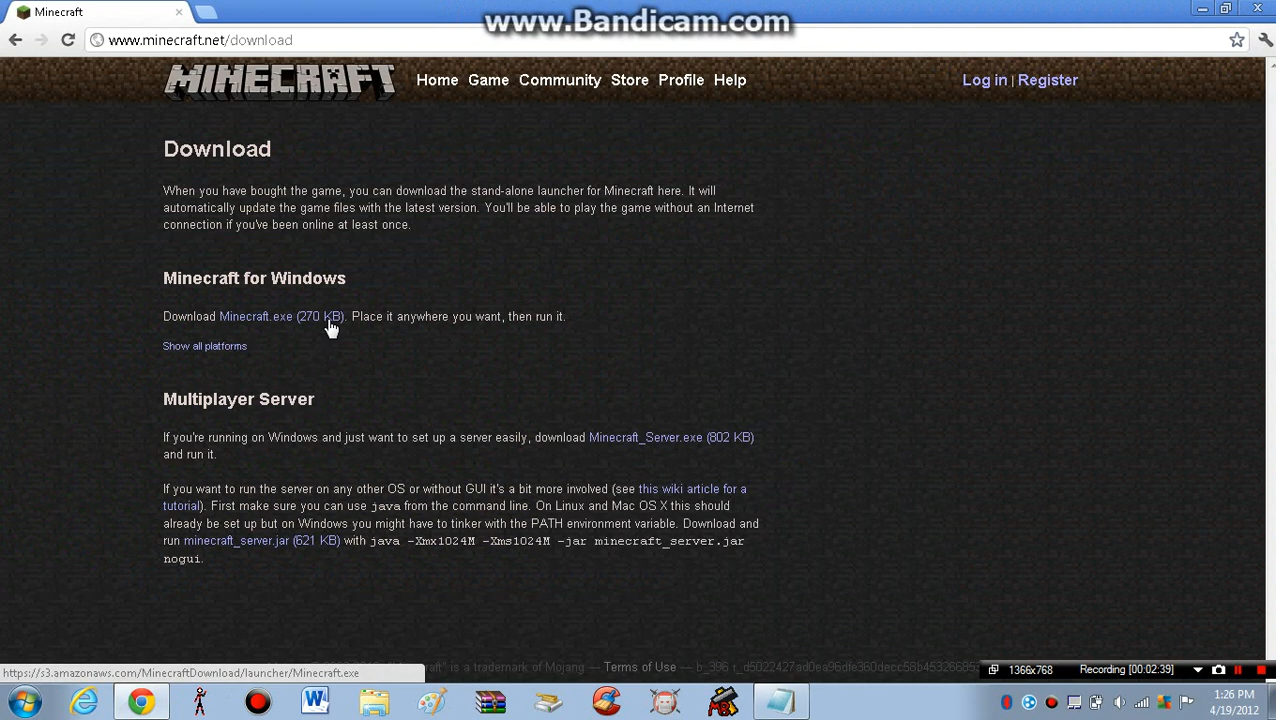 Minecraft
www.Bandicam.com
www.minecraft.net/download
MINECRAFT
Home Game Community Store Profile Help
Log in | Register
Download
When you have bought the game, you can download the stand-alone launcher for Minecraft here. It will
automatically update the game files with the latest version. You'll be able to play the game without an Internet
connection if you've been online at least once.
Minecraft for Windows
Download Minecraft.exe (270 KB). Place it anywhere you want, then run it.
Show all platforms
Multiplayer Server
If you're running on Windows and just want to set up a server easily, download Minecraft_Server.exe (802 KB)
and run it.
If you want to run the server on any other OS or without GUI it's a bit more involved (see this wiki article for a
tutorial). First make sure you can use java from the command line. On Linux and Mac OS X this should
already be set up but on Windows you might have to tinker with the PATH environment variable. Download and
run minecraft_server.jar (621 KB) with java -Xmx1024M -Xms1024M -jar minecraft_server.jar
nogui.
is a trademark of Mojang — Terms of Use —
https://s3.amazonaws.com/MinecraftDownload/launcher/Minecraft.exe
1366x768 Recording [00:02:39]
1:26 PM
4/19/2012